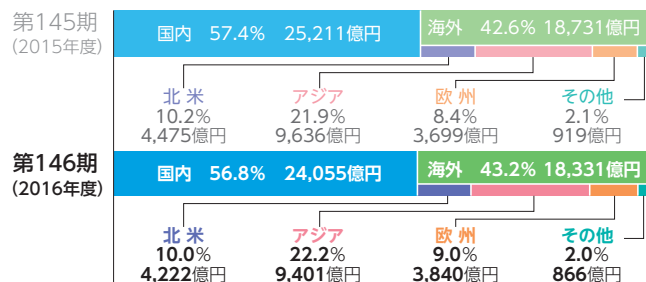 第145期
（2015年度）
国内 57.4% 25,211億円
海外 42.6% 18,731億円
北 米 アジア 欧 州 その他
10.2% 21.9% 8.4% 2.1%
4,475億円 9,636億円 3,699億円 919億円
第146期
（2016年度）
国内 56.8% 24,055億円
海外 43.2% 18,331億円
北 米 アジア 欧 州 その他
10.0% 22.2% 9.0% 2.0%
4,222億円 9,401億円 3,840億円 866億円